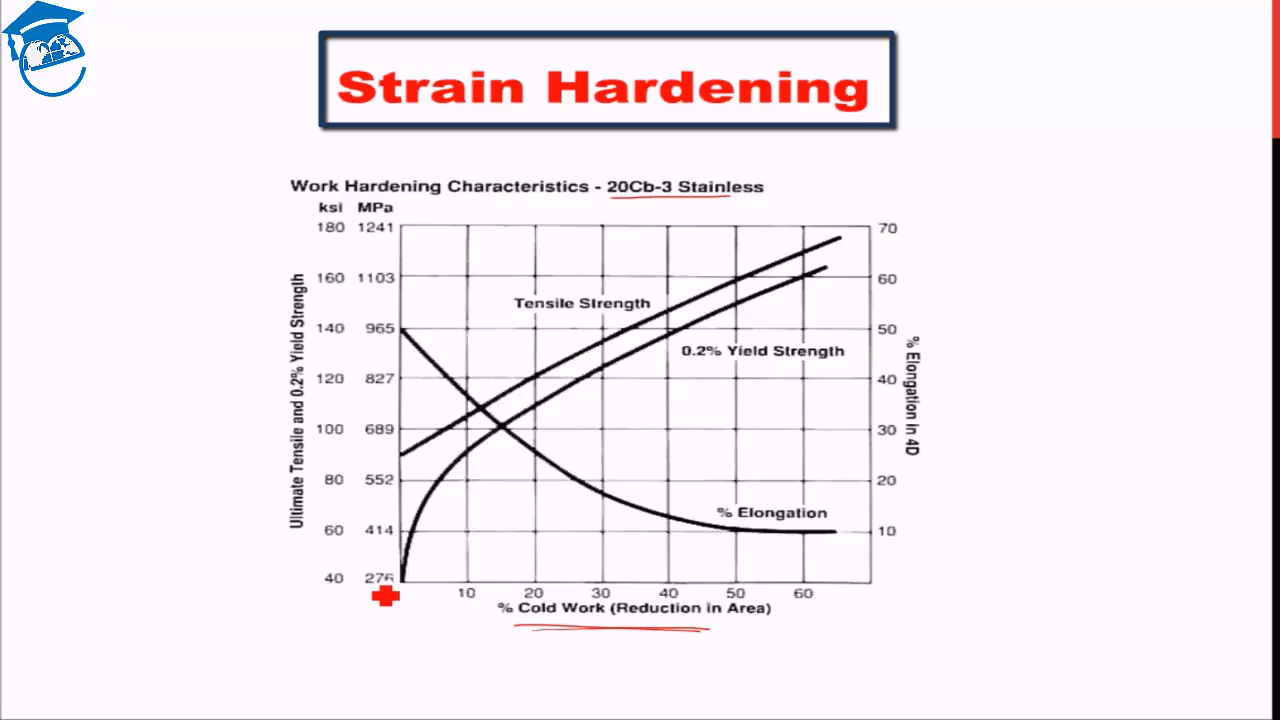 Strain Hardening
Work Hardening Characteristics - 20Cb-3 Stainless
ksi MPa
180 1241 70
160 1103 60
Tensile Strength
140 965 50
0.2% Yield Strength
120 827 40
100 689 30
80 552 20
% Elongation
60 414 10
40 276
10 20 30 40 50 60
% Cold Work (Reduction in Area)
Ultimate Tensile and 0.2% Yield Strength
% Elongation in 4D